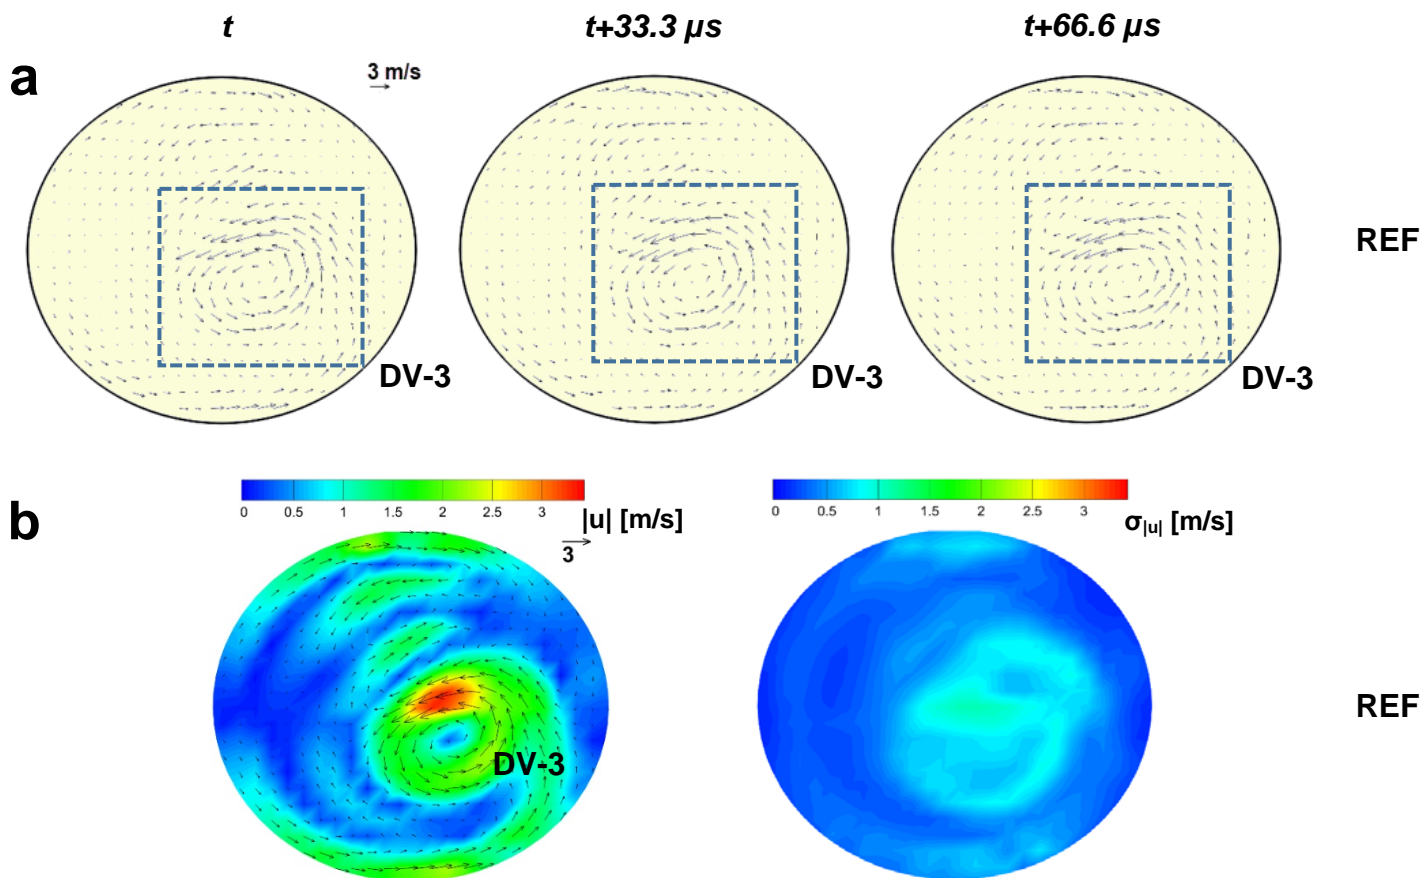 t t+33.3 µs t+66.6 µs
a
3 m/s
REF
DV-3 DV-3 DV-3
b
0 0.5 1 1.5 2 2.5 3
|u| [m/s]
3
0 0.5 1 1.5 2 2.5 3
σ|u| [m/s]
REF
DV-3